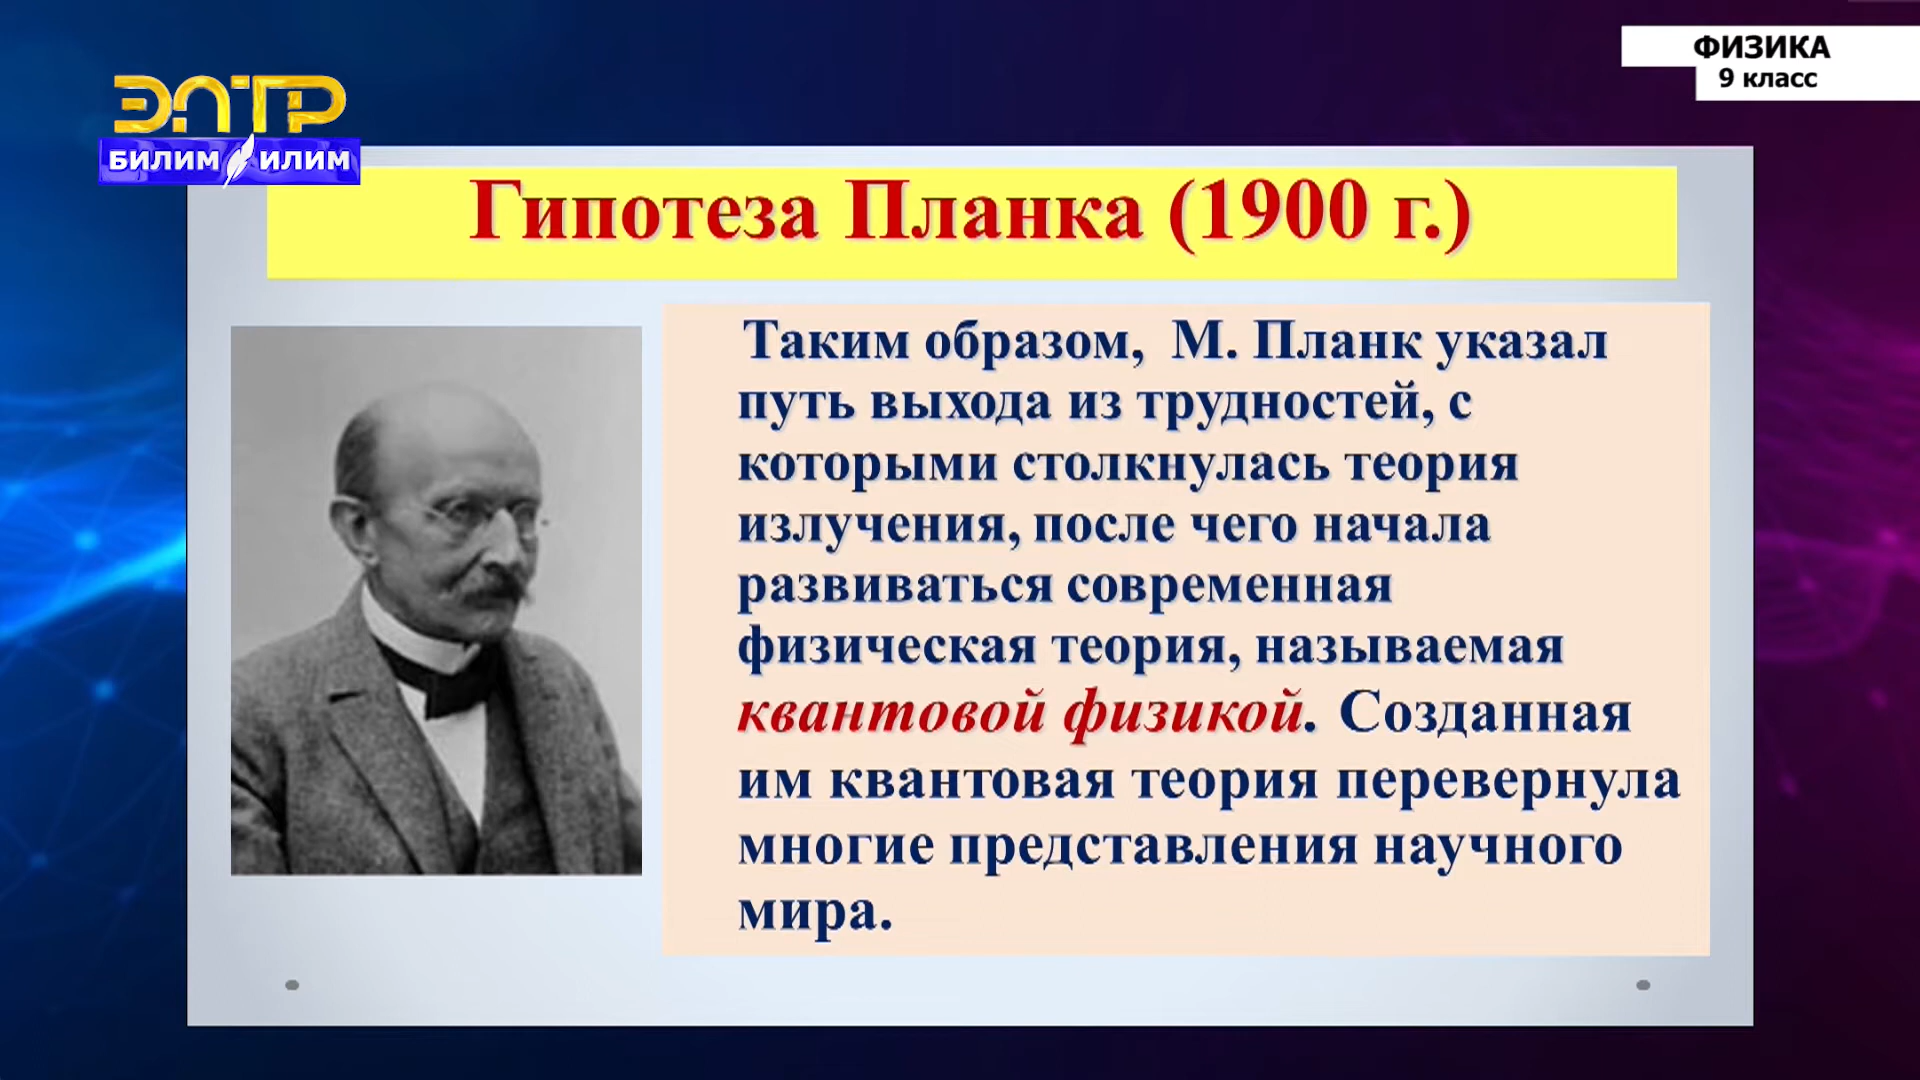 ФИЗИКА
9 класс
ЭЛТР
БИЛИМ ИЛИМ
Гипотеза Планка (1900 г.)
Таким образом, М. Планк указал
путь выхода из трудностей, с
которыми столкнулась теория
излучения, после чего начала
развиваться современная
физическая теория, называемая
квантовой физикой. Созданная
им квантовая теория перевернула
многие представления научного
мира.